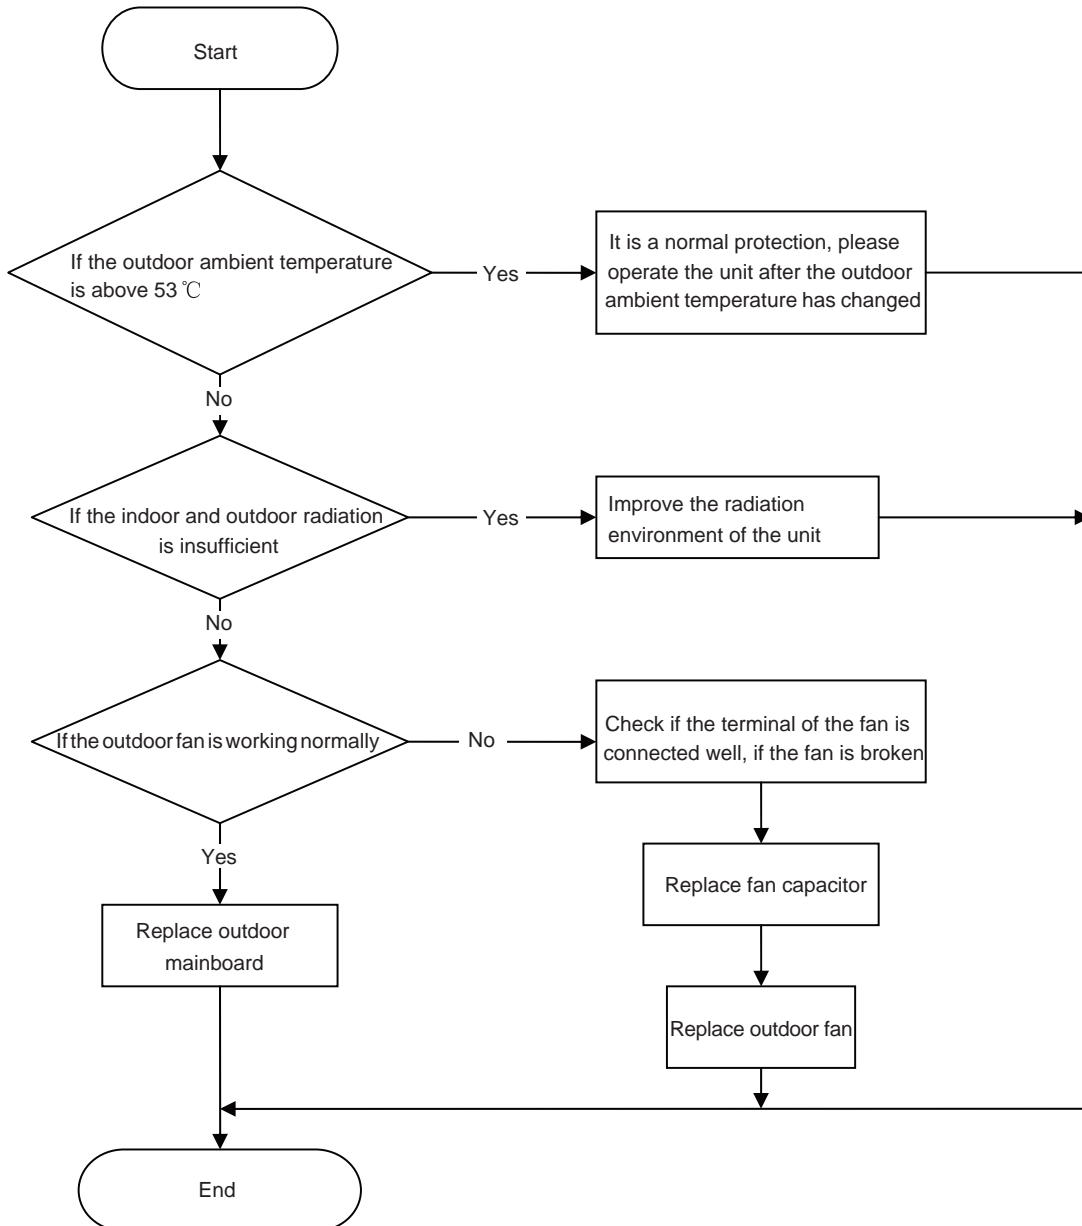 Start
If the outdoor ambient temperature
is above 53 ℃
Yes
It is a normal protection, please
operate the unit after the outdoor
ambient temperature has changed
No
If the indoor and outdoor radiation
is insufficient
Yes
Improve the radiation
environment of the unit
No
If the outdoor fan is working normally
No
Check if the terminal of the fan is
connected well, if the fan is broken
Yes
Replace fan capacitor
Replace outdoor
mainboard
Replace outdoor fan
End